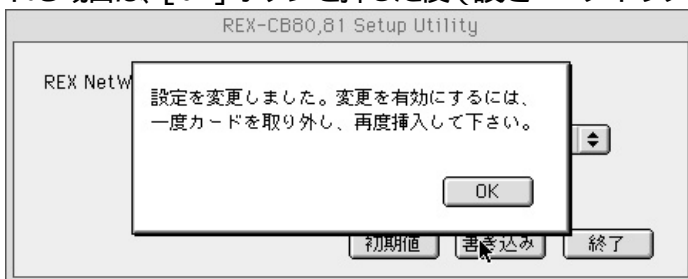 REX-CB80,81 Setup Utility
REX NetW
設定を変更しました。変更を有効にするには、
一度カードを取り外し、再度挿入して下さい。
OK
初期値 書き込み 終了